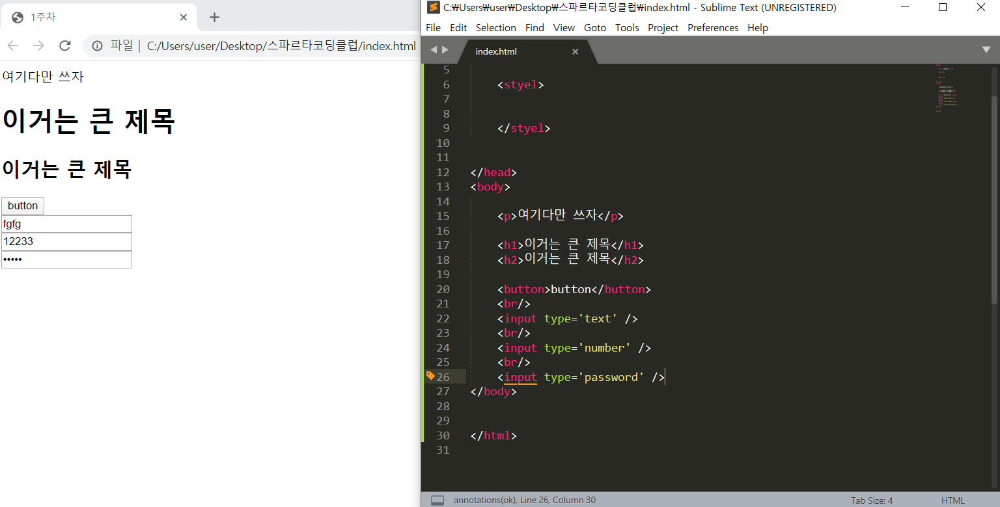 1주차
파일 | C:/Users/user/Desktop/스파르타코딩클럽/index.html
여기다만 쓰자
이거는 큰 제목
이거는 큰 제목
button
fgfg
12233
•••••
C:₩Users₩user₩Desktop₩스파르타코딩클럽₩index.html - Sublime Text (UNREGISTERED)
File Edit Selection Find View Goto Tools Project Preferences Help
index.html
5
6 <styel>
7
8
9 </styel>
10
11
12 </head>
13 <body>
14
15 <p>여기다만 쓰자</p>
16
17 <h1>이거는 큰 제목</h1>
18 <h2>이거는 큰 제목</h2>
19
20 <button>button</button>
21 <br/>
22 <input type='text' />
23 <br/>
24 <input type='number' />
25 <br/>
26 <input type='password' />
27 </body>
28
29
30 </html>
31
annotations(ok), Line 26, Column 30 Tab Size: 4 HTML